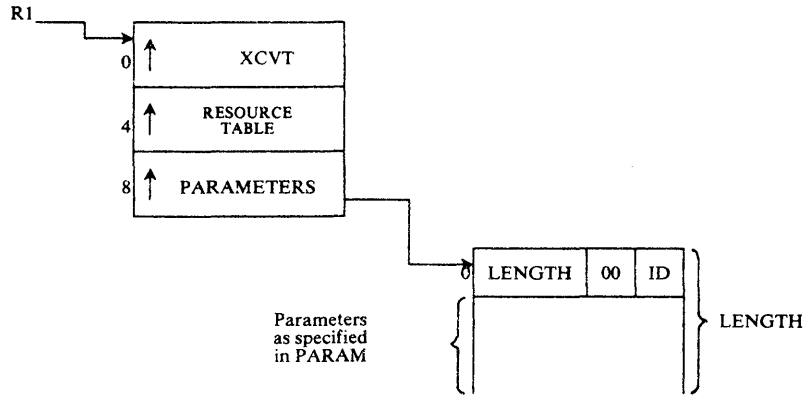 R1
0 XCVT
4 RESOURCE
TABLE
8 PARAMETERS
0 LENGTH 00 ID
LENGTH
Parameters
as specified
in PARAM